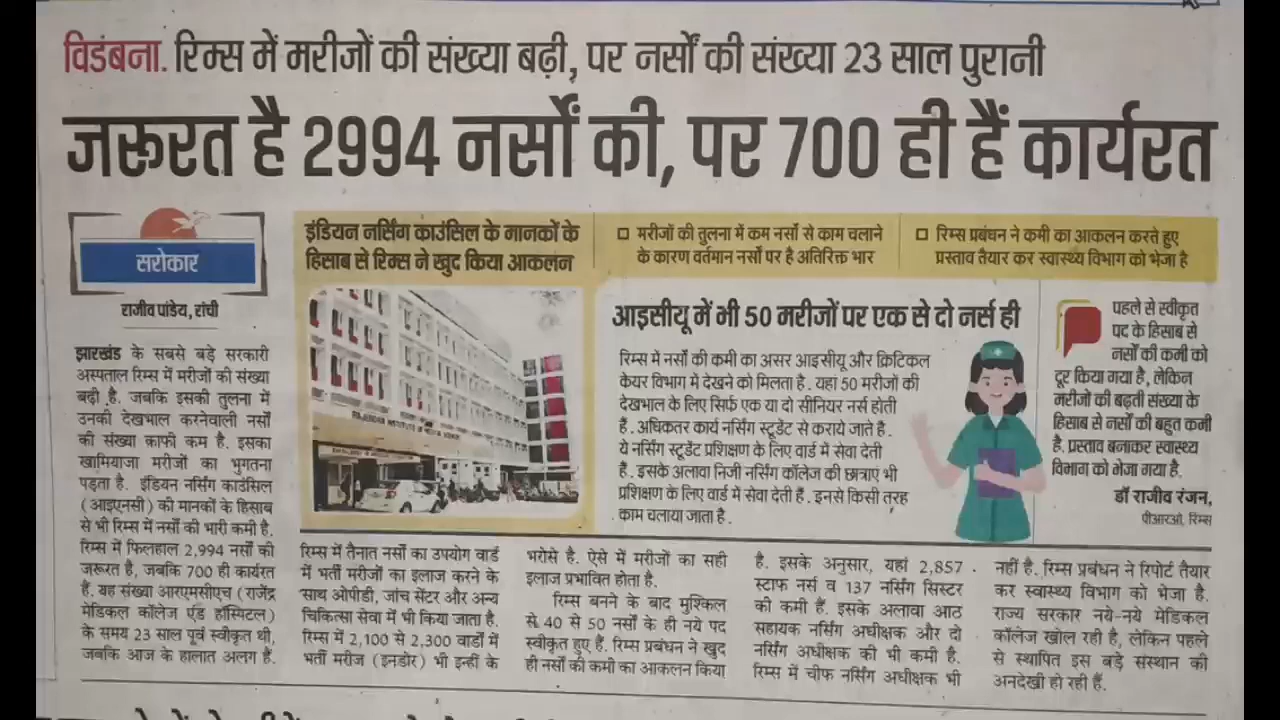 विडंबना. रिम्स में मरीजों की संख्या बढ़ी, पर नर्सों की संख्या 23 साल पुरानी
जरूरत है 2994 नर्सों की, पर 700 ही हैं कार्यरत
सरोकार
राजीव पांडेय, रांची
झारखंड के सबसे बड़े सरकारी
अस्पताल रिम्स में मरीजों की संख्या
बढ़ी है. जबकि इसकी तुलना में
उनकी देखभाल करनेवाली नर्सों
की संख्या काफी कम है. इसका
खामियाजा मरीजों का भुगतना
पड़ता है. इंडियन नर्सिंग काउंसिल
(आइएनसी) की मानकों के हिसाब
से भी रिम्स में नर्सों की भारी कमी है.
रिम्स में फिलहाल 2,994 नर्सों की
जरूरत है, जबकि 700 ही कार्यरत
हैं. यह संख्या आरएमसीएच (राजेंद्र
मेडिकल कॉलेज एंड हॉस्पिटल)
के समय 23 साल पूर्व स्वीकृत थी,
जबकि आज के हालात अलग हैं.
इंडियन नर्सिंग काउंसिल के मानकों के
हिसाब से रिम्स ने खुद किया आकलन
मरीजों की तुलना में कम नर्सों से काम चलाने
के कारण वर्तमान नर्सों पर है अतिरिक्त भार
रिम्स प्रबंधन ने कमी का आकलन करते हुए
प्रस्ताव तैयार कर स्वास्थ्य विभाग को भेजा है
RAJENDRA INSTITUTE OF MEDICAL SCIENCES
आइसीयू में भी 50 मरीजों पर एक से दो नर्स ही
रिम्स में नर्सों की कमी का असर आइसीयू और क्रिटिकल
केयर विभाग में देखने को मिलता है. यहां 50 मरीजों की
देखभाल के लिए सिर्फ एक या दो सीनियर नर्स होती
हैं. अधिकतर कार्य नर्सिंग स्टूडेंट से कराये जाते है.
ये नर्सिंग स्टूडेंट प्रशिक्षण के लिए वार्ड में सेवा देती
हैं. इसके अलावा निजी नर्सिंग कॉलेज की छात्राएं भी
प्रशिक्षण के लिए वार्ड में सेवा देती हैं. इनसे किसी तरह
काम चलाया जाता है.
पहले से स्वीकृत
पद के हिसाब से
नर्सों की कमी को
दूर किया गया है, लेकिन
मरीजों की बढ़ती संख्या के
हिसाब से नर्सों की बहुत कमी
है. प्रस्ताव बनाकर स्वास्थ्य
विभाग को भेजा गया है.
डॉ राजीव रंजन,
पीआरओ, रिम्स
रिम्स में तैनात नर्सों का उपयोग वार्ड
में भर्ती मरीजों का इलाज करने के
साथ ओपीडी, जांच सेंटर और अन्य
चिकित्सा सेवा में भी किया जाता है.
रिम्स में 2,100 से 2,300 वार्डों में
भर्ती मरीज (इनडोर) भी इन्हीं के
भरोसे है. ऐसे में मरीजों का सही
इलाज प्रभावित होता है.
रिम्स बनने के बाद मुश्किल
से 40 से 50 नर्सों के ही नये पद
स्वीकृत हुए हैं. रिम्स प्रबंधन ने खुद
ही नर्सों की कमी का आकलन किया
है. इसके अनुसार, यहां 2,857
स्टाफ नर्स व 137 नर्सिंग सिस्टर
की कमी हैं. इसके अलावा आठ
सहायक नर्सिंग अधीक्षक और दो
नर्सिंग अधीक्षक की भी कमी है.
रिम्स में चीफ नर्सिंग अधीक्षक भी
नहीं है. रिम्स प्रबंधन ने रिपोर्ट तैयार
कर स्वास्थ्य विभाग को भेजा है.
राज्य सरकार नये-नये मेडिकल
कॉलेज खोल रही है, लेकिन पहले
से स्थापित इस बड़े संस्थान की
अनदेखी हो रही हैं.